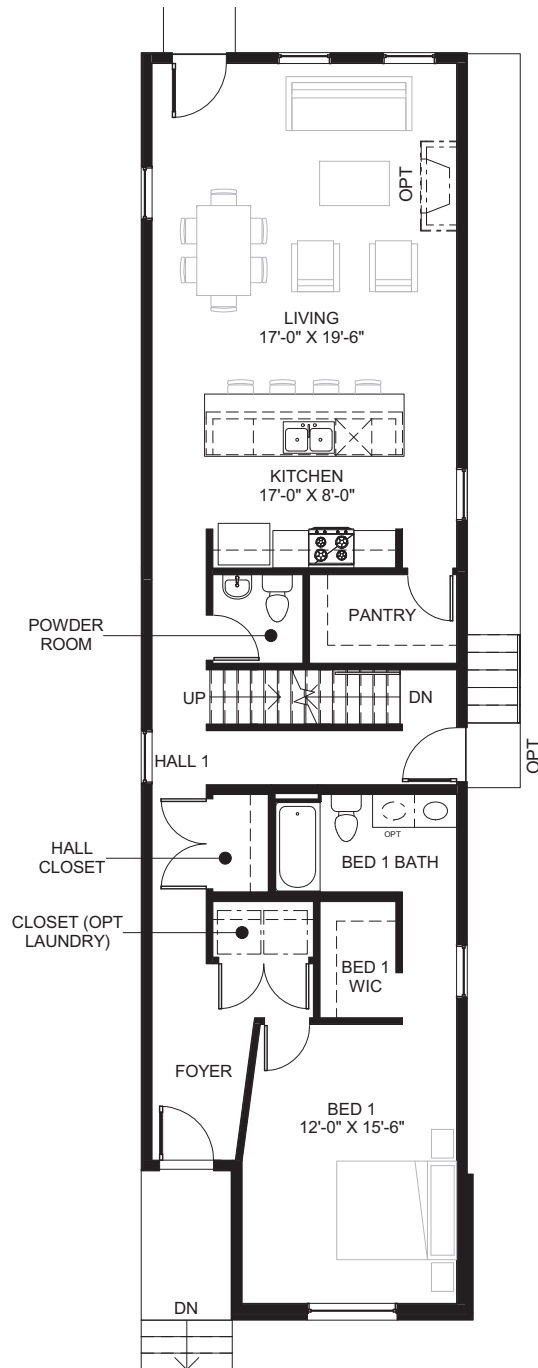 OPT
LIVING
17'-0" X 19'-6"
KITCHEN
17'-0" X 8'-0"
POWDER
ROOM
PANTRY
UP
DN
HALL 1
OPT
OPT
HALL
CLOSET
BED 1 BATH
CLOSET (OPT
LAUNDRY)
BED 1
WIC
FOYER
BED 1
12'-0" X 15'-6"
DN